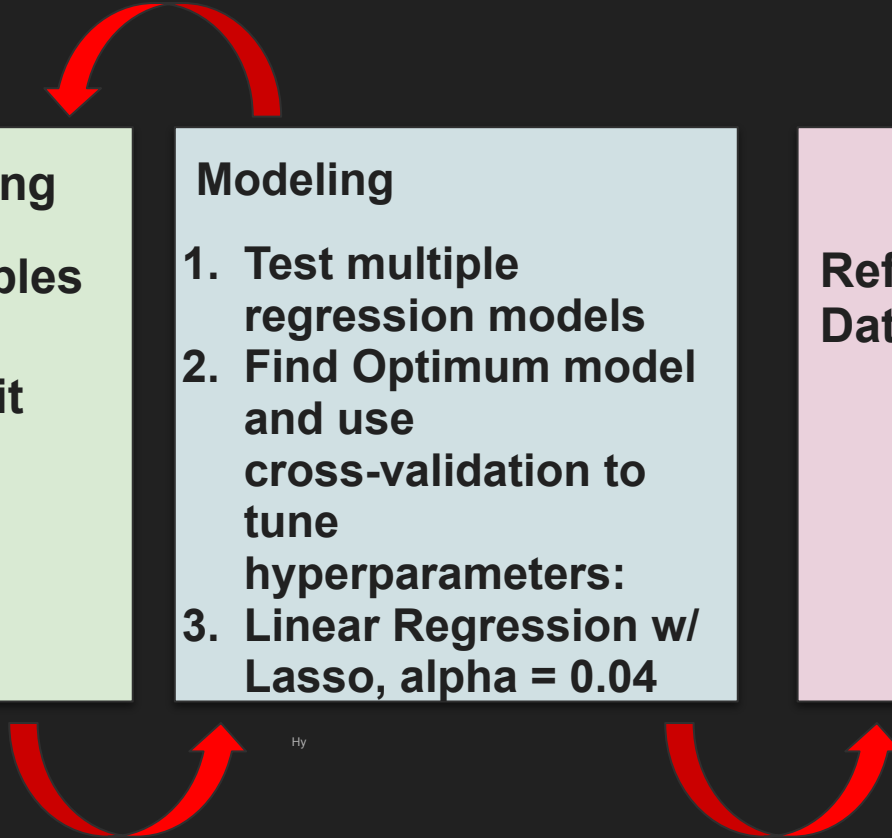 ng
ples
it
Modeling
1. Test multiple
regression models
2. Find Optimum model
and use
cross-validation to
tune
hyperparameters:
3. Linear Regression w/
Lasso, alpha = 0.04
Ref
Dat
Hy